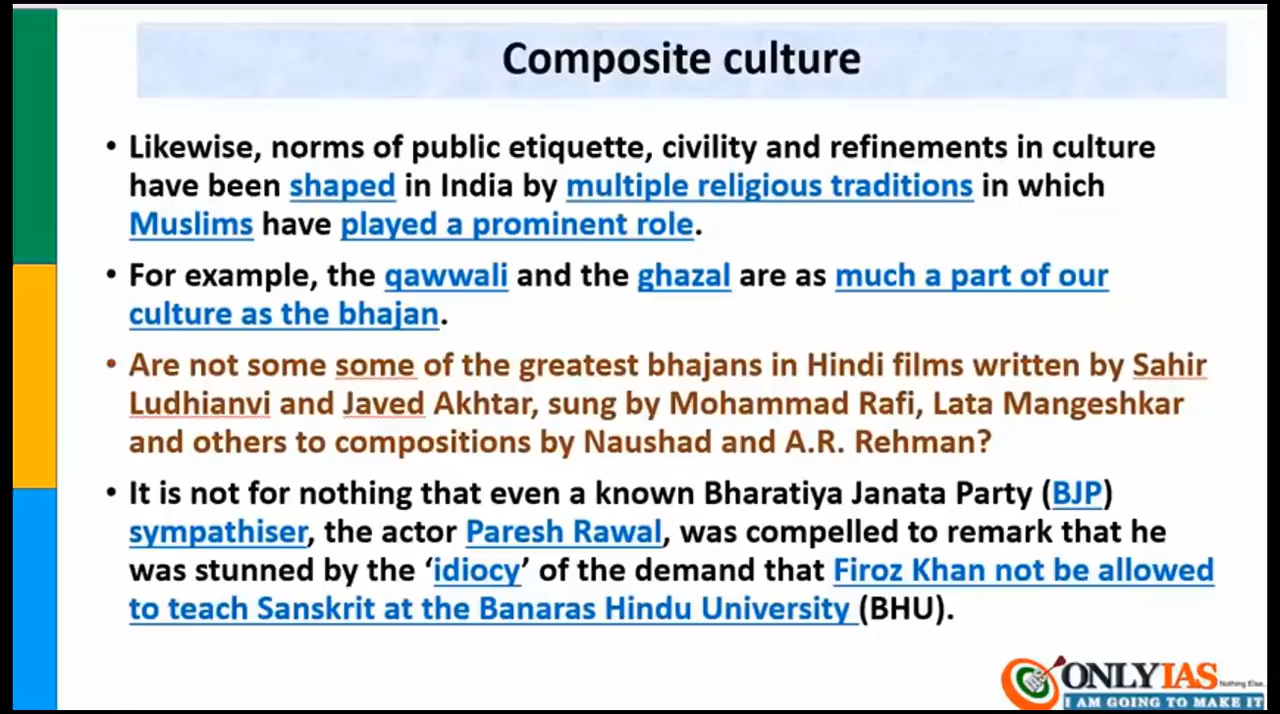 Composite culture
• Likewise, norms of public etiquette, civility and refinements in culture
have been shaped in India by multiple religious traditions in which
Muslims have played a prominent role.
• For example, the qawwali and the ghazal are as much a part of our
culture as the bhajan.
• Are not some some of the greatest bhajans in Hindi films written by Sahir
Ludhianvi and Javed Akhtar, sung by Mohammad Rafi, Lata Mangeshkar
and others to compositions by Naushad and A.R. Rehman?
• It is not for nothing that even a known Bharatiya Janata Party (BJP)
sympathiser, the actor Paresh Rawal, was compelled to remark that he
was stunned by the ‘idiocy’ of the demand that Firoz Khan not be allowed
to teach Sanskrit at the Banaras Hindu University (BHU).
ONLYIAS Nothing Else..
I AM GOING TO MAKE IT